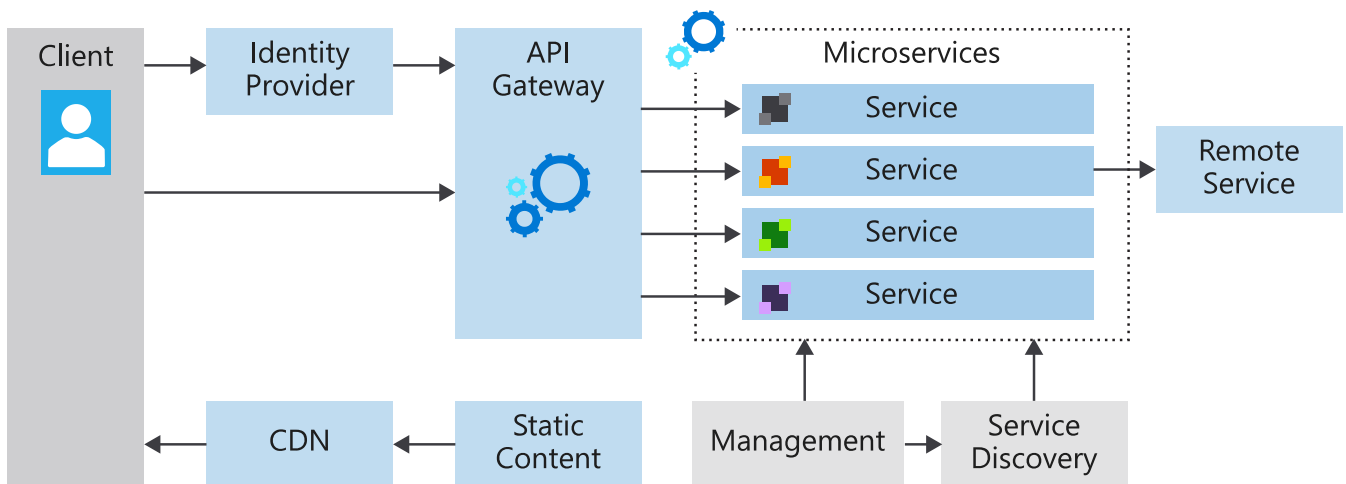 Client
Identity
Provider
API
Gateway
Microservices
Service
Service
Service
Service
Remote
Service
CDN
Static
Content
Management
Service
Discovery